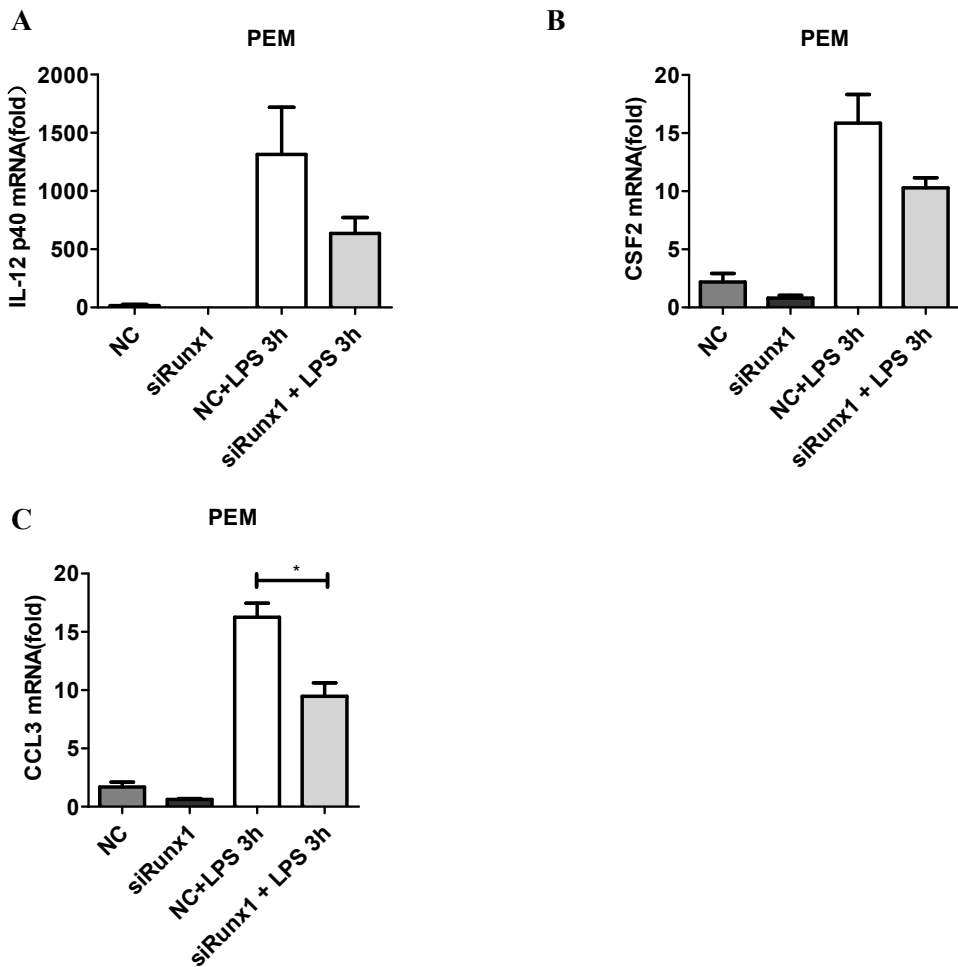 A
PEM
IL-12 p40 mRNA(fold）
2000
1500
1000
500
0
NC
siRunx1
NC+LPS 3h
siRunx1 + LPS 3h
B
PEM
CSF2 mRNA(fold)
20
15
10
5
0
NC
siRunx1
NC+LPS 3h
siRunx1 + LPS 3h
C
PEM
CCL3 mRNA(fold)
20
15
10
5
0
*
NC
siRunx1
NC+LPS 3h
siRunx1 + LPS 3h